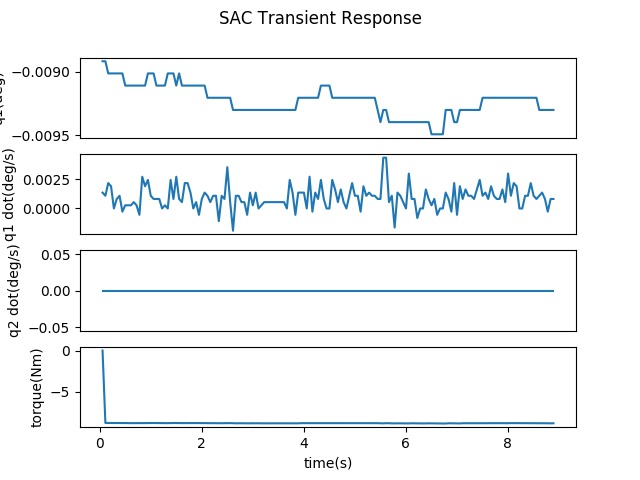 SAC Transient Response
−0.0090
−0.0095
q1(deg)
0.0025
0.0000
q1 dot(deg/s)
0.05
0.00
−0.05
q2 dot(deg/s)
0
−5
torque(Nm)
0 2 4 6 8
time(s)